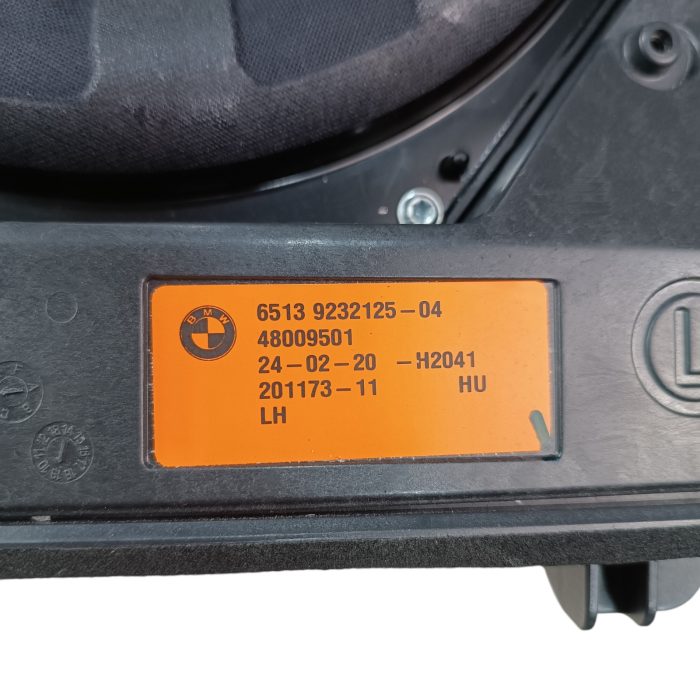 BMW
6513 9232125-04
48009501
24-02-20 -H2041
201173-11 HU
LH
L